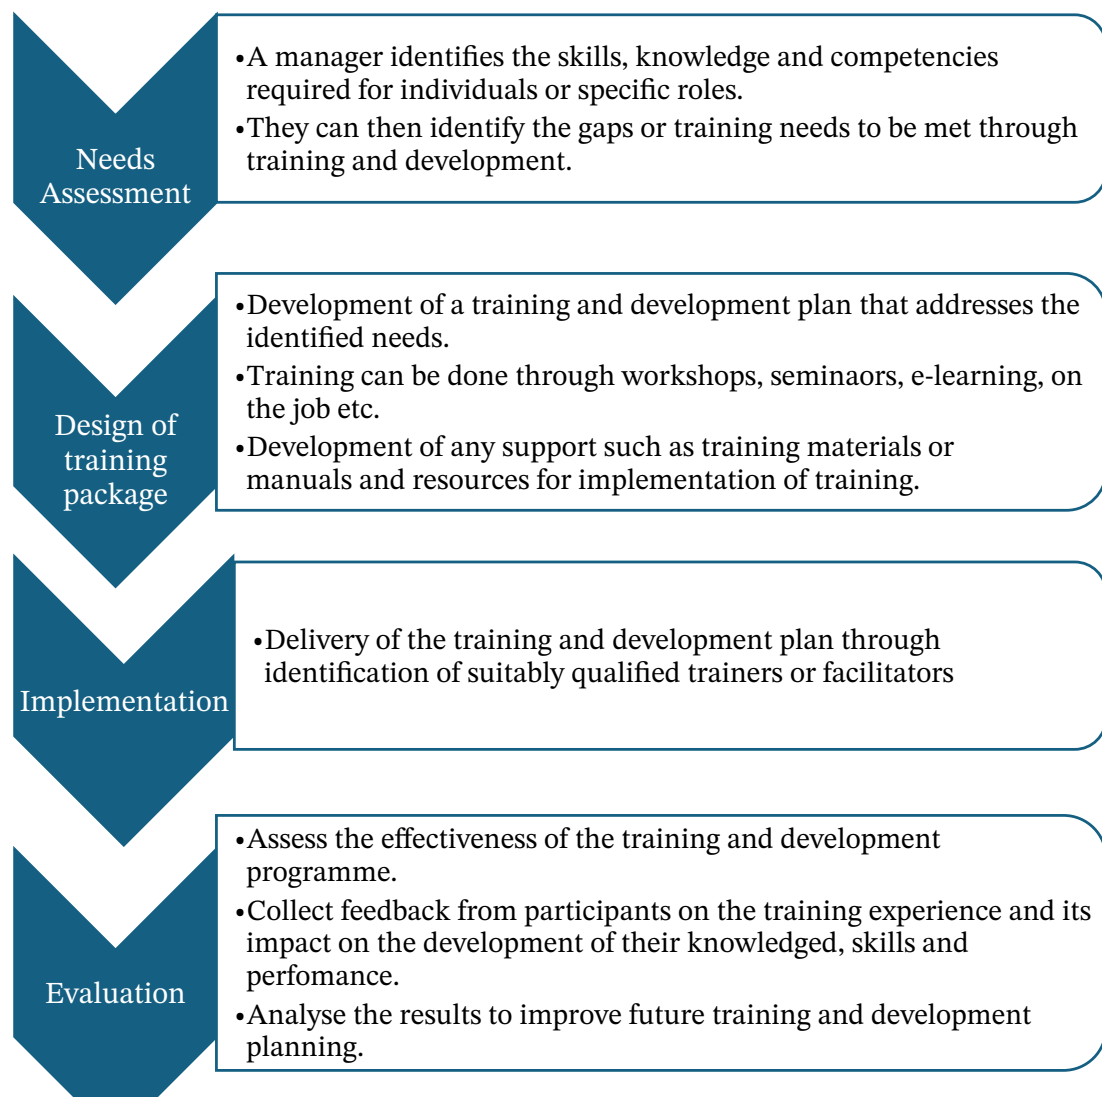 Needs
Assessment
•A manager identifies the skills, knowledge and competencies
required for individuals or specific roles.
•They can then identify the gaps or training needs to be met through
training and development.
Design of
training
package
•Development of a training and development plan that addresses the
identified needs.
•Training can be done through workshops, seminaors, e-learning, on
the job etc.
•Development of any support such as training materials or
manuals and resources for implementation of training.
Implementation
•Delivery of the training and development plan through
identification of suitably qualified trainers or facilitators
Evaluation
•Assess the effectiveness of the training and development
programme.
•Collect feedback from participants on the training experience and its
impact on the development of their knowledged, skills and
perfomance.
•Analyse the results to improve future training and development
planning.